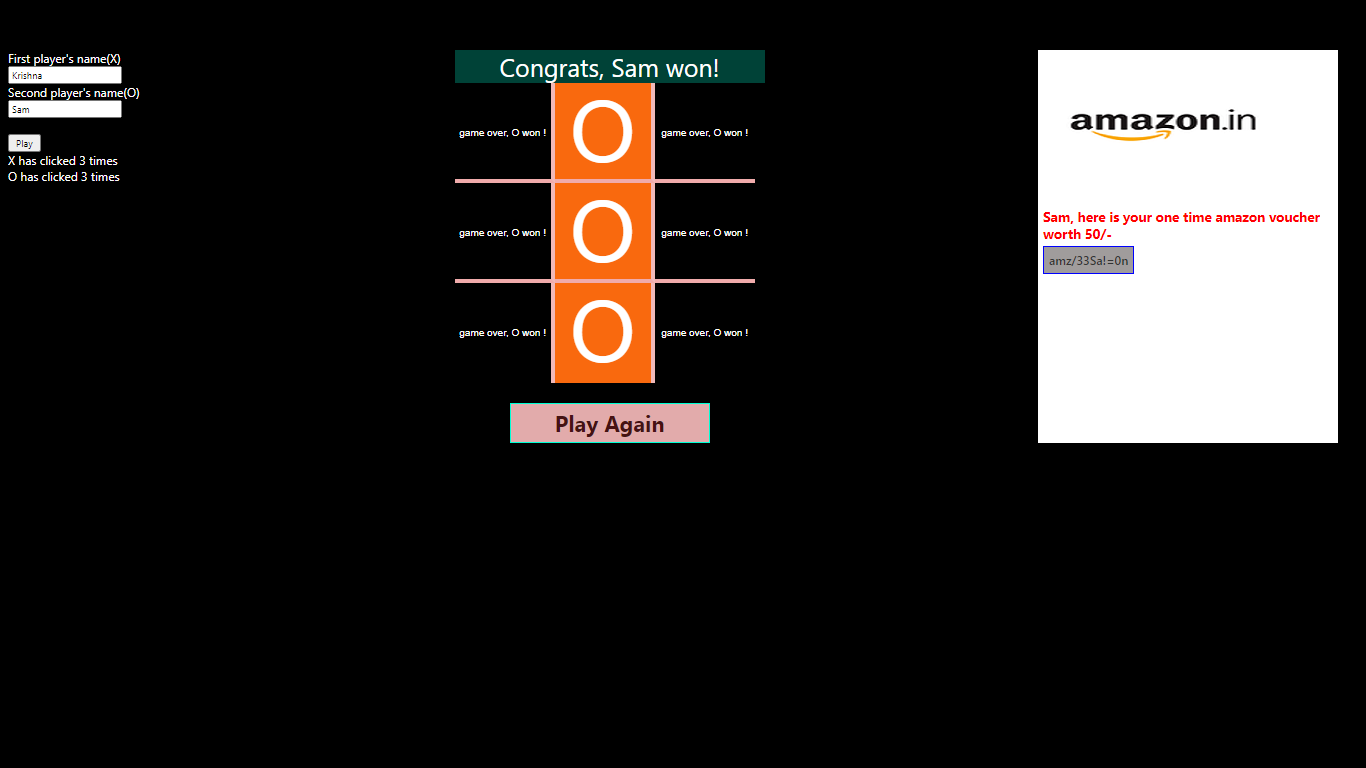 First player's name(X)
Krishna
Second player's name(O)
Sam
Play
X has clicked 3 times
O has clicked 3 times
Congrats, Sam won!
game over, O won !
O
game over, O won !
game over, O won !
O
game over, O won !
game over, O won !
O
game over, O won !
Play Again
amazon.in
Sam, here is your one time amazon voucher
worth 50/-
amz/33Sa!=0n